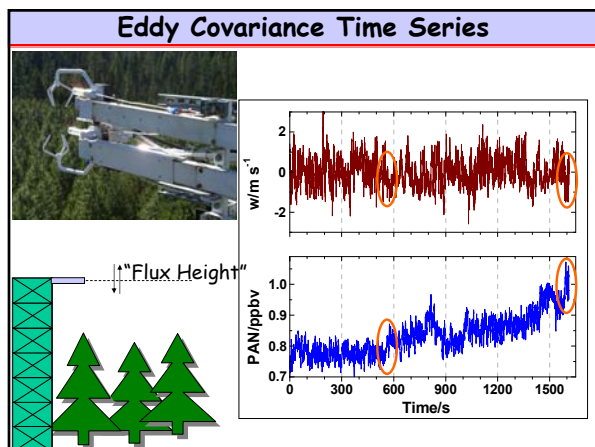 Eddy Covariance Time Series
2
0
-2
w/m s-1
"Flux Height"
1.0
0.9
0.8
0.7
PAN/ppbv
0 300 600 900 1200 1500
Time/s